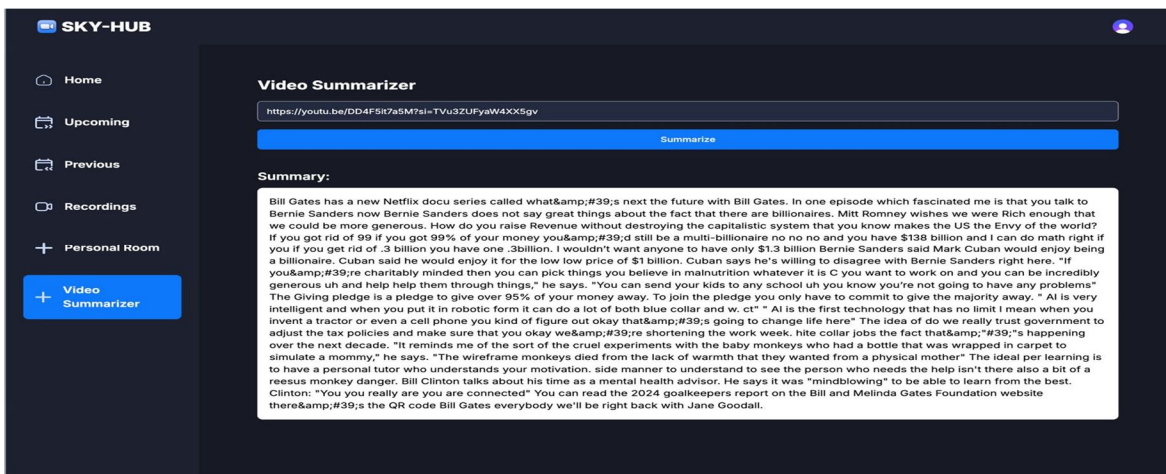 SKY-HUB
Home
Upcoming
Previous
Recordings
Personal Room
Video
Summarizer
Video Summarizer
https://youtu.be/DD4F5it7a5M?si=TVu3ZUFyaW4XX5gv
Summarize
Summary:
Bill Gates has a new Netflix docu series called what&amp;#39;s next the future with Bill Gates. In one episode which fascinated me is that you talk to
Bernie Sanders now Bernie Sanders does not say great things about the fact that there are billionaires. Mitt Romney wishes we were Rich enough that
we could be more generous. How do you raise Revenue without destroying the capitalistic system that you know makes the US the Envy of the world?
If you got rid of 99 if you got 99% of your money you&amp;#39;d still be a multi-billionaire no no no and you have $138 billion and I can do math right if
you if you get rid of .3 billion you have one .3billion. I wouldn't want anyone to have only $1.3 billion Bernie Sanders said Mark Cuban would enjoy being
a billionaire. Cuban said he would enjoy it for the low low price of $1 billion. Cuban says he's willing to disagree with Bernie Sanders right here. "If
you&amp;#39;re charitably minded then you can pick things you believe in malnutrition whatever it is C you want to work on and you can be incredibly
generous uh and help help them through things," he says. "You can send your kids to any school uh you know you're not going to have any problems"
The Giving pledge is a pledge to give over 95% of your money away. To join the pledge you only have to commit to give the majority away. " AI is very
intelligent and when you put it in robotic form it can do a lot of both blue collar and w. ct" " AI is the first technology that has no limit I mean when you
invent a tractor or even a cell phone you kind of figure out okay that&amp;#39;s going to change life here" The idea of do we really trust government to
adjust the tax policies and make sure that you okay we&amp;#39;re shortening the work week. hite collar jobs the fact that&amp;"#39;"s happening
over the next decade. "It reminds me of the sort of the cruel experiments with the baby monkeys who had a bottle that was wrapped in carpet to
simulate a mommy," he says. "The wireframe monkeys died from the lack of warmth that they wanted from a physical mother" The ideal per learning is
to have a personal tutor who understands your motivation. side manner to understand to see the person who needs the help isn't there also a bit of a
reesus monkey danger. Bill Clinton talks about his time as a mental health advisor. He says it was "mindblowing" to be able to learn from the best.
Clinton: "You you really are you are connected" You can read the 2024 goalkeepers report on the Bill and Melinda Gates Foundation website
there&amp;#39;s the QR code Bill Gates everybody we'll be right back with Jane Goodall.